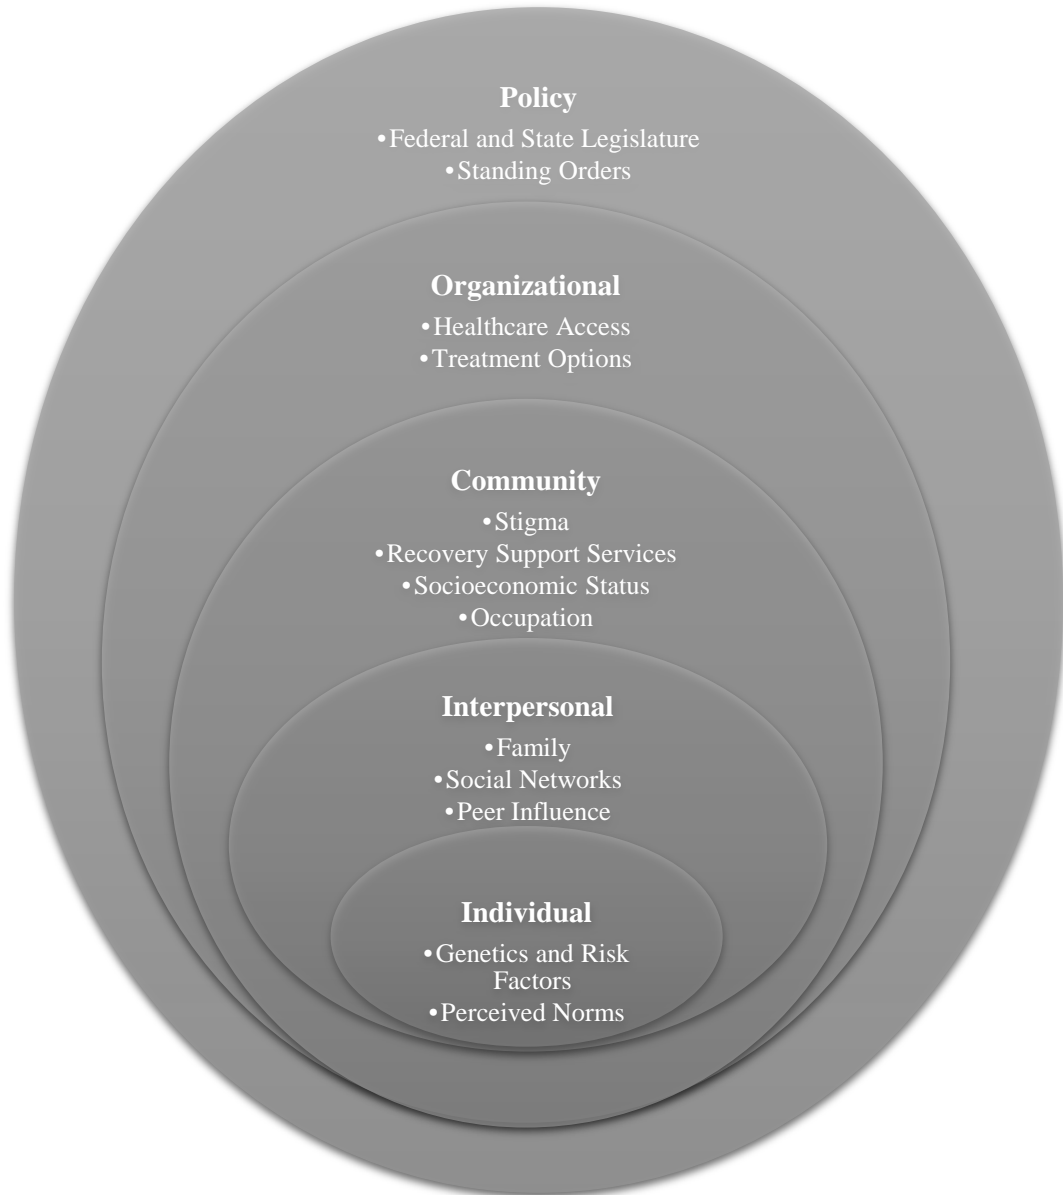 Policy
•Federal and State Legislature
•Standing Orders
Organizational
•Healthcare Access
•Treatment Options
Community
•Stigma
•Recovery Support Services
•Socioeconomic Status
•Occupation
Interpersonal
•Family
•Social Networks
•Peer Influence
Individual
•Genetics and Risk
Factors
•Perceived Norms